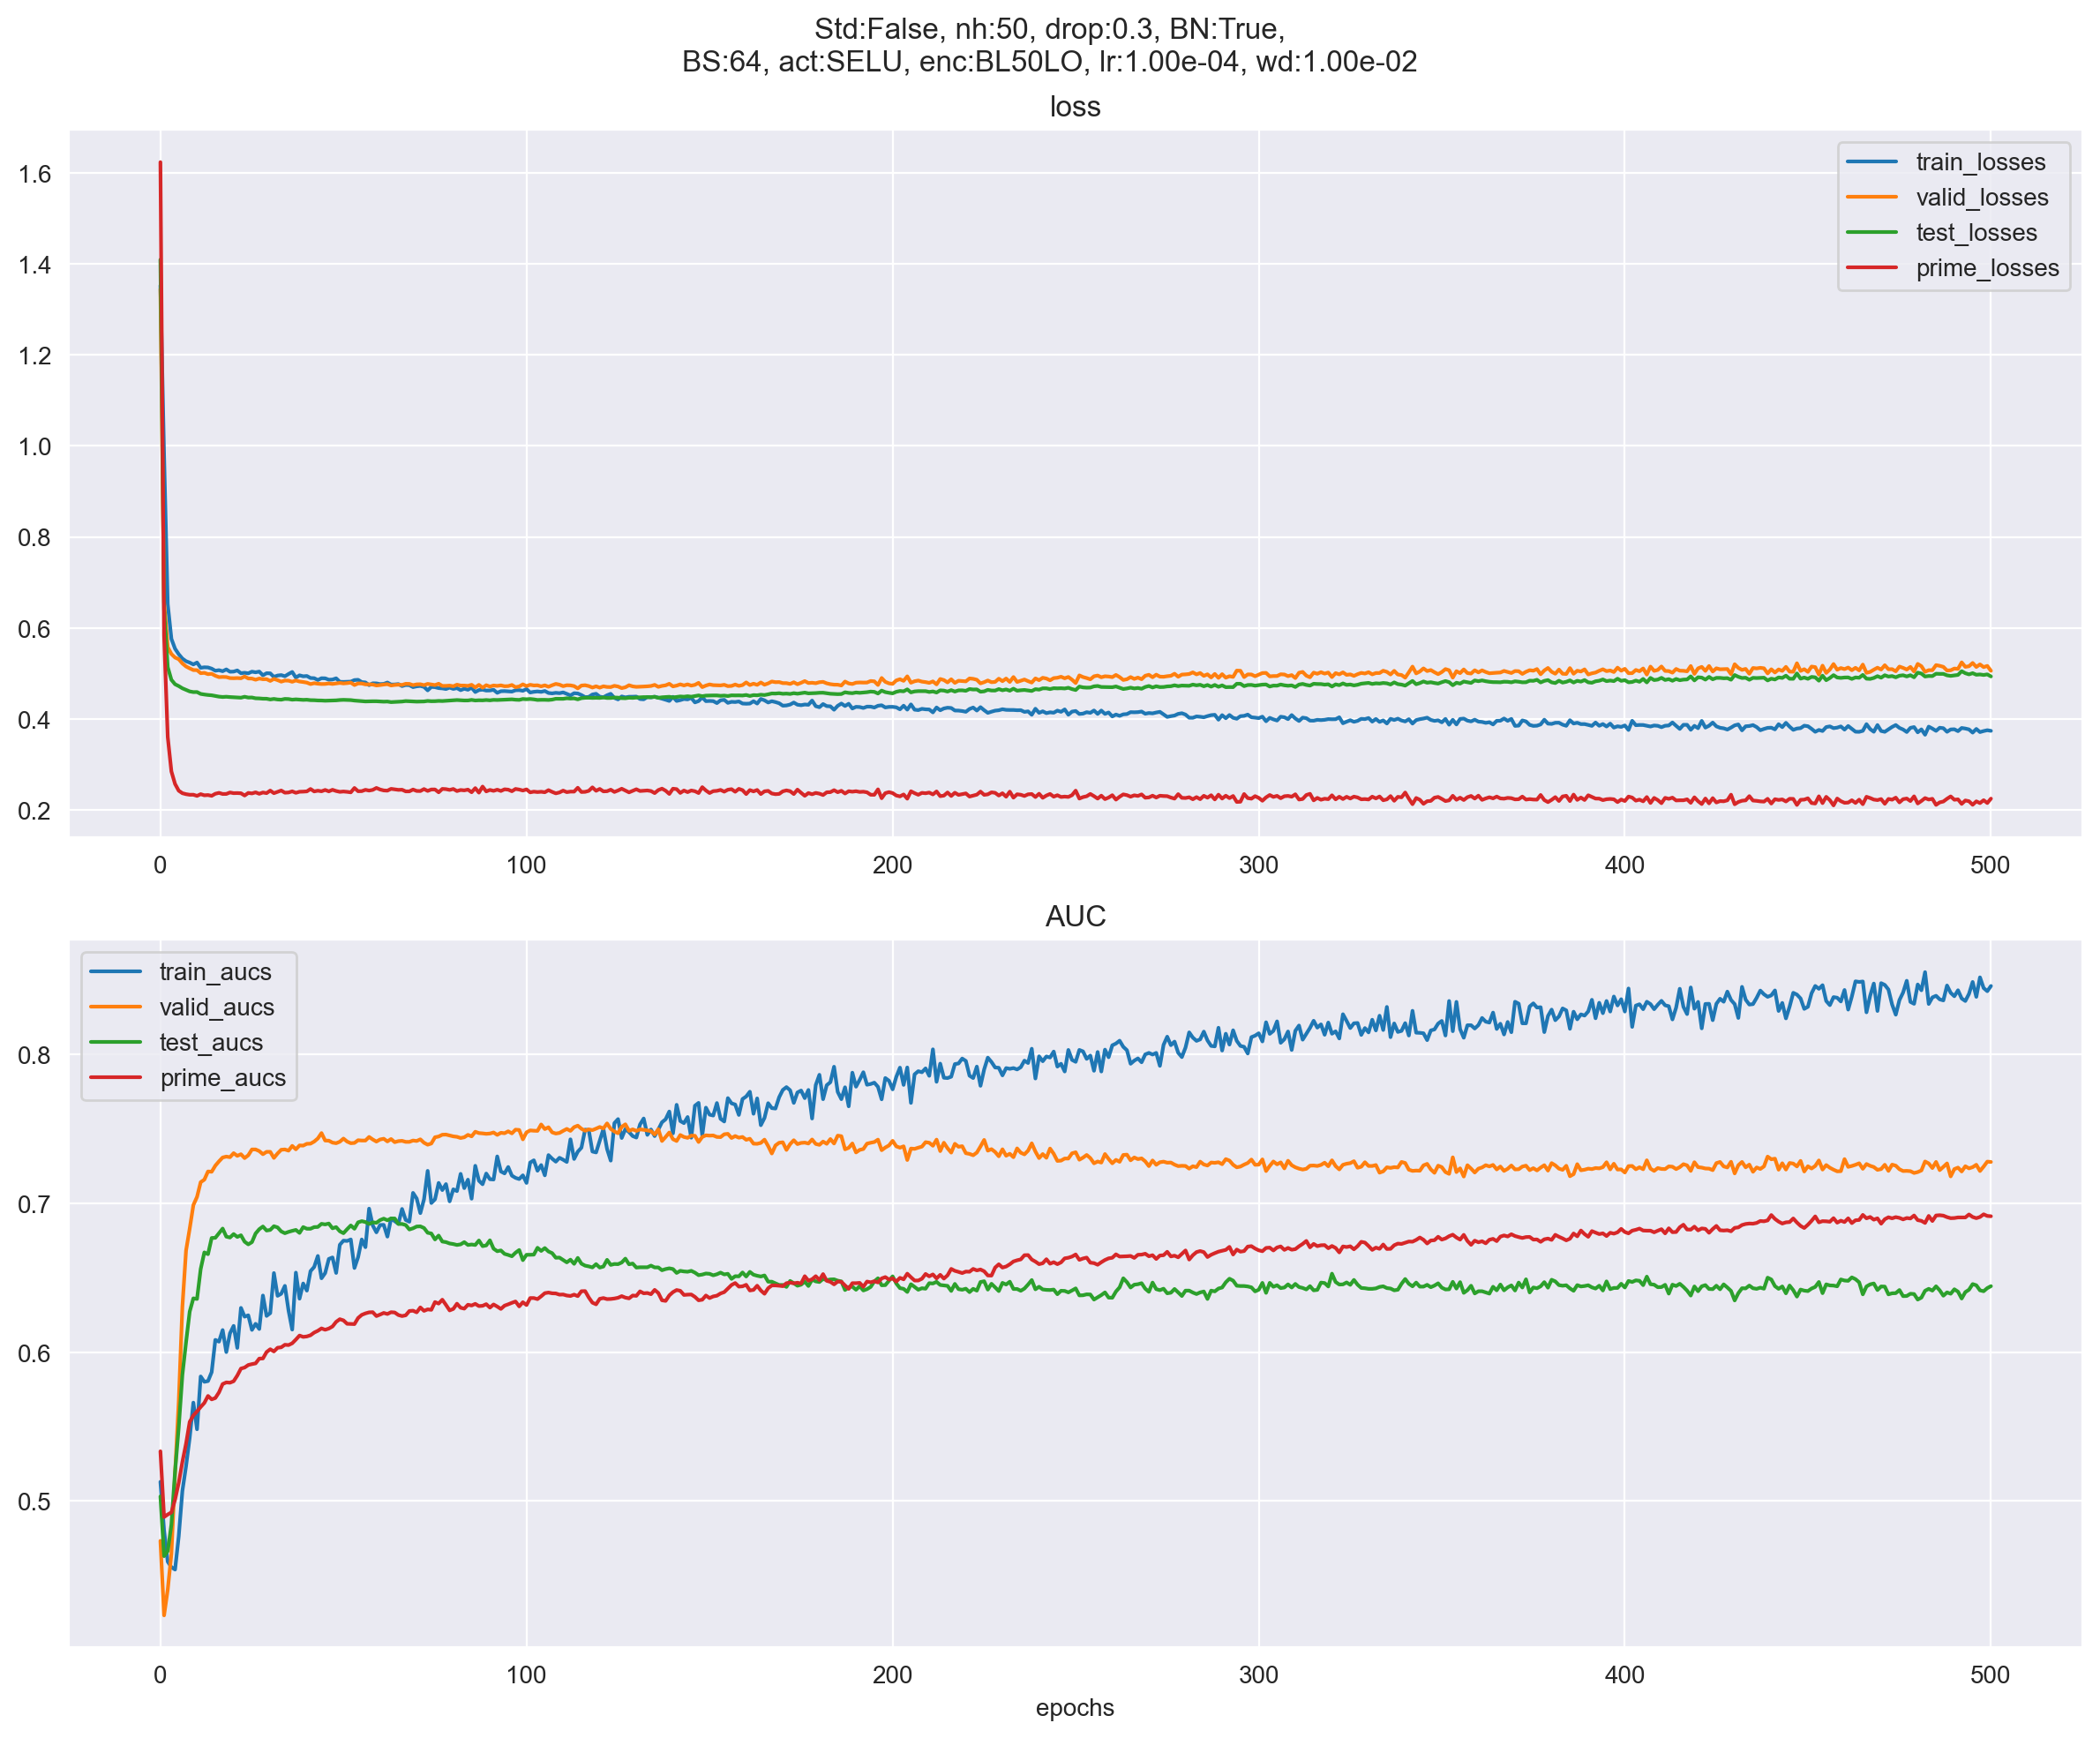 Std:False, nh:50, drop:0.3, BN:True,
BS:64, act:SELU, enc:BL50LO, lr:1.00e-04, wd:1.00e-02
loss
train_losses
valid_losses
test_losses
prime_losses
1.6
1.4
1.2
1.0
0.8
0.6
0.4
0.2
0 100 200 300 400 500
AUC
train_aucs
valid_aucs
test_aucs
prime_aucs
0.8
0.7
0.6
0.5
0 100 200 300 400 500
epochs